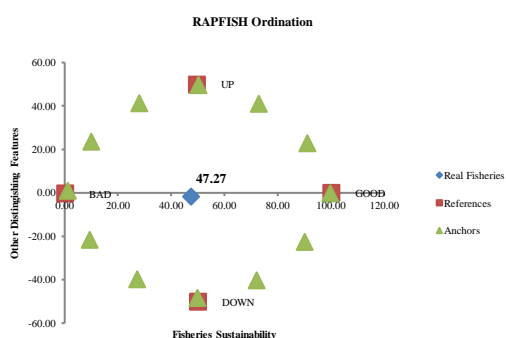 RAPFISH Ordination
60.00
UP
40.00
20.00
47.27
0.00
BAD
GOOD
0.00 20.00 40.00 60.00 80.00 100.00 120.00
-20.00
-40.00
DOWN
-60.00
Other Distingishing Features
Fisheries Sustainability
Real Fisheries
References
Anchors